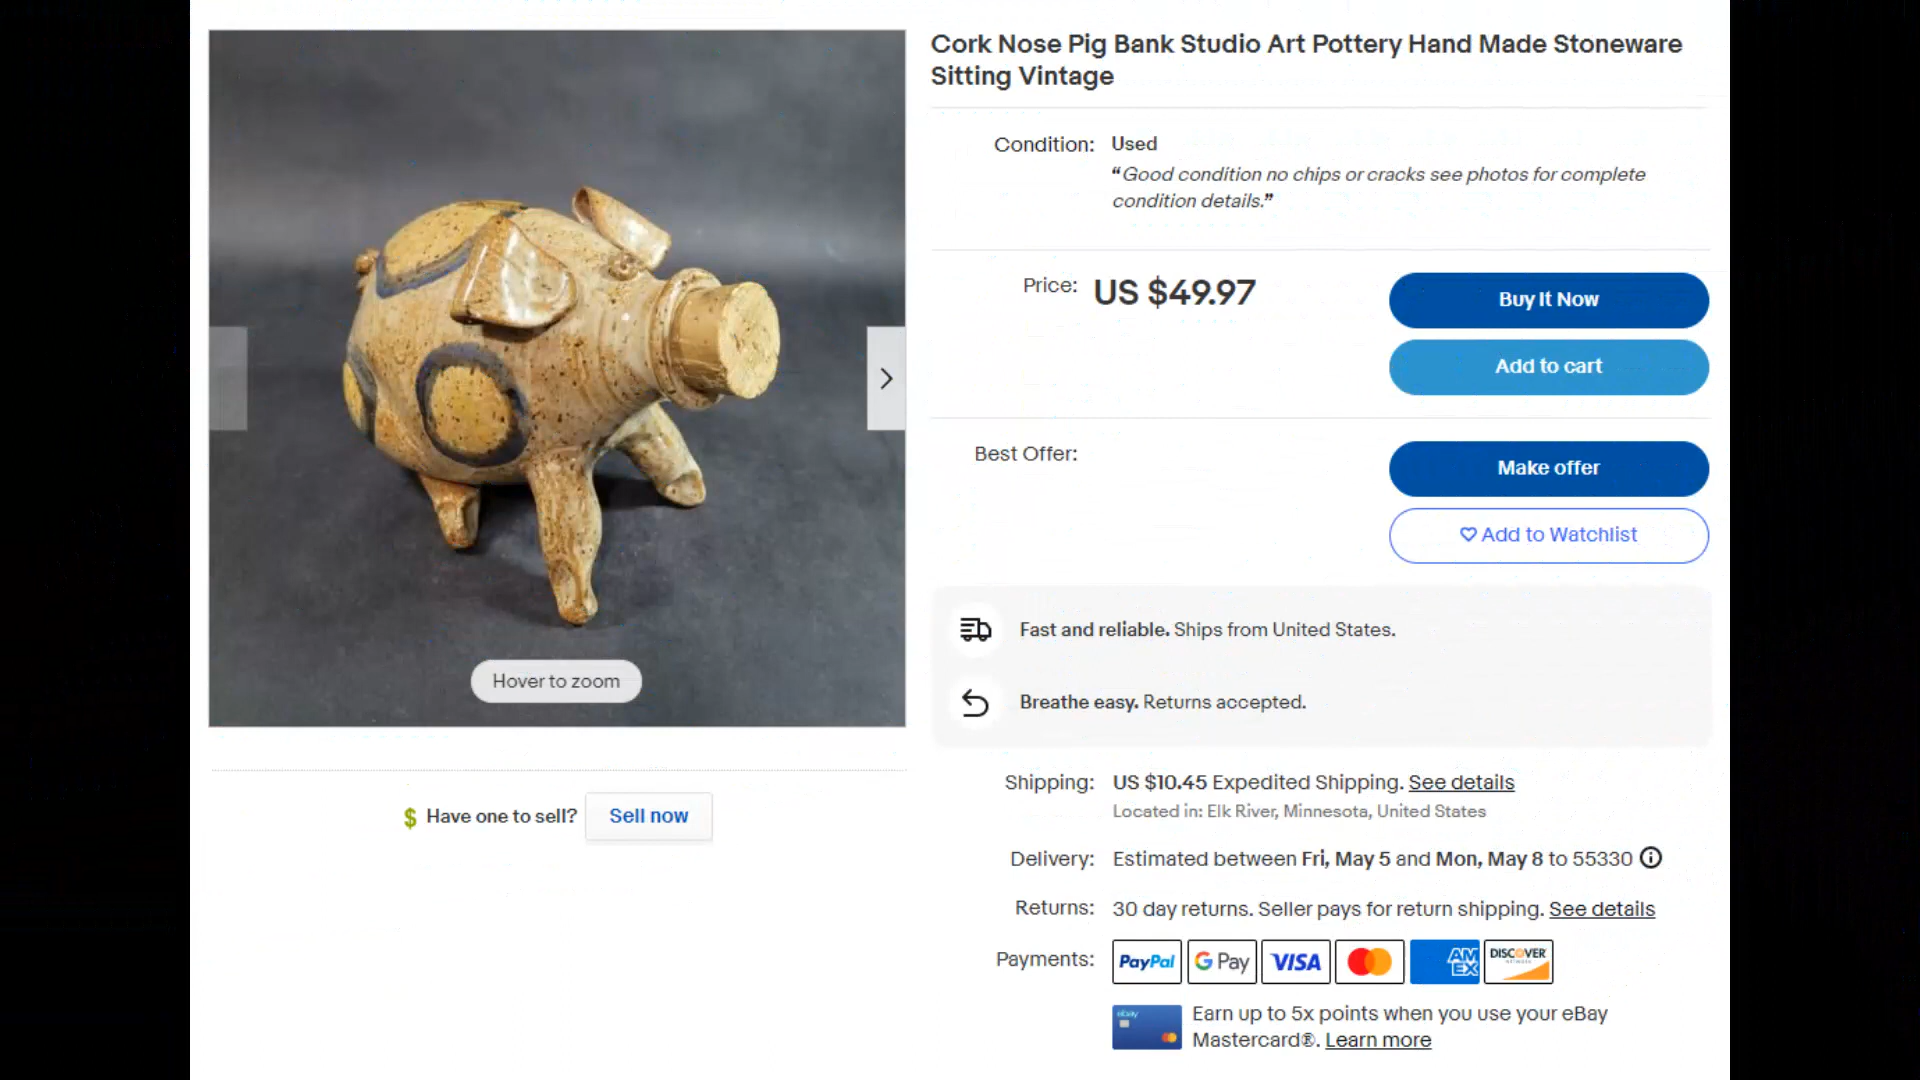 Cork Nose Pig Bank Studio Art Pottery Hand Made Stoneware
Sitting Vintage
Condition: Used
“Good condition no chips or cracks see photos for complete
condition details.”
Price: US $49.97
Buy It Now
Add to cart
Best Offer:
Make offer
Add to Watchlist
Fast and reliable. Ships from United States.
Breathe easy. Returns accepted.
Hover to zoom
$ Have one to sell? Sell now
Shipping: US $10.45 Expedited Shipping. See details
Located in: Elk River, Minnesota, United States
Delivery: Estimated between Fri, May 5 and Mon, May 8 to 55330
Returns: 30 day returns. Seller pays for return shipping. See details
Payments: PayPal G Pay VISA AM EX DISCOVER
ebay
Earn up to 5x points when you use your eBay
Mastercard®. Learn more